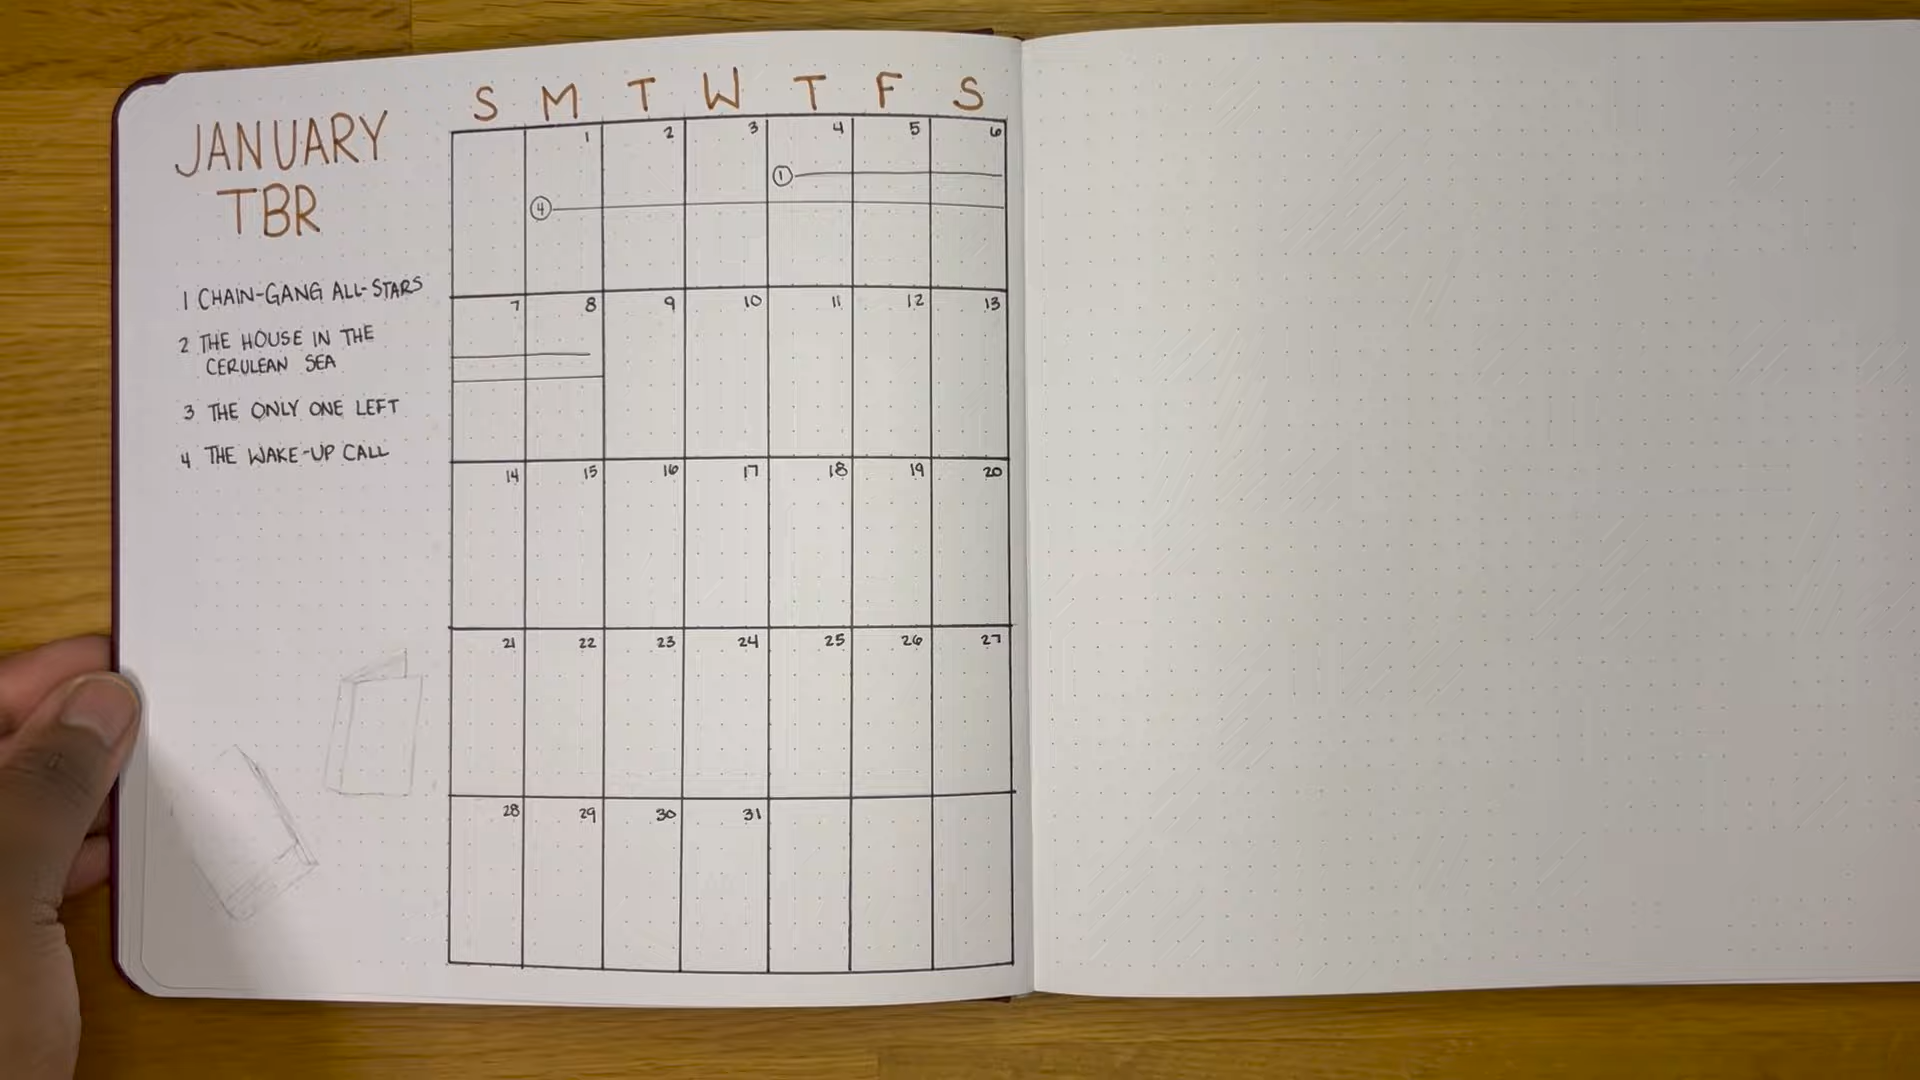 S M T W T F S
JANUARY
TBR
1 CHAIN-GANG ALL-STARS
2 THE HOUSE IN THE
CERULEAN SEA
3 THE ONLY ONE LEFT
4 THE WAKE-UP CALL
1 2 3 4 5 6
1
4
7 8 9 10 11 12 13
14 15 16 17 18 19 20
21 22 23 24 25 26 27
28 29 30 31